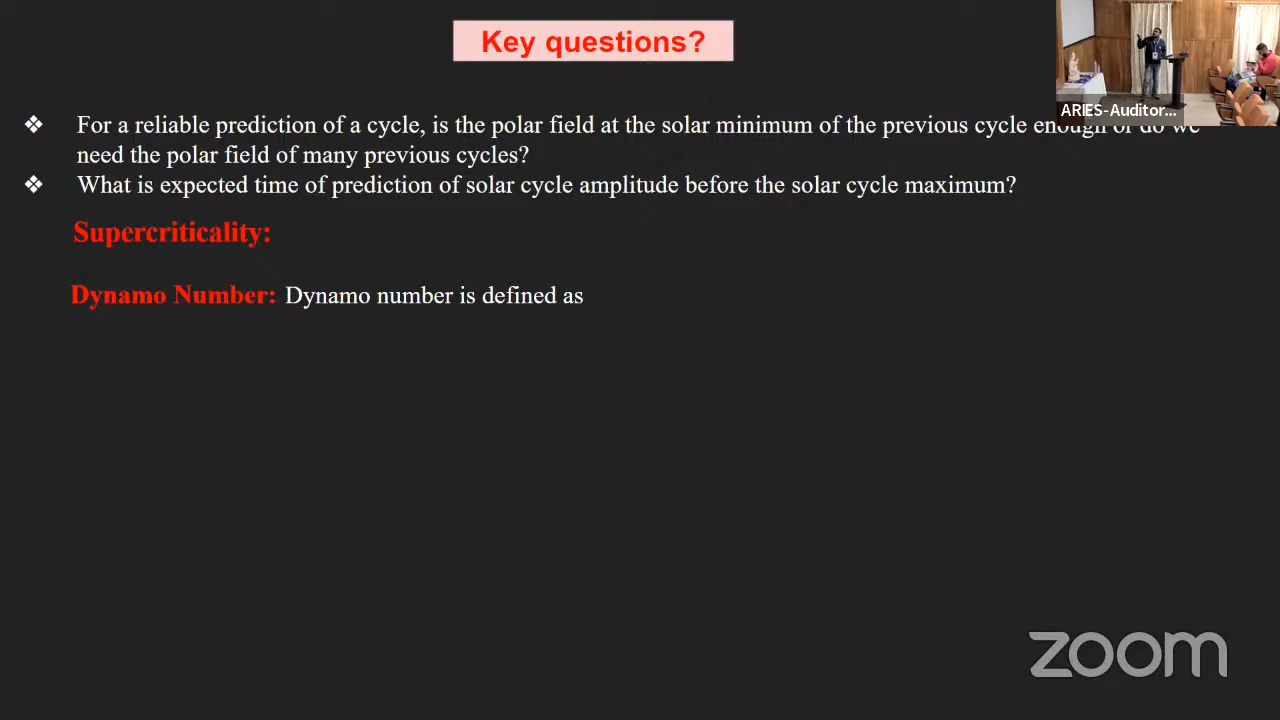 Key questions?
❖ For a reliable prediction of a cycle, is the polar field at the solar minimum of the previous cycle enough or do we
need the polar field of many previous cycles?
❖ What is expected time of prediction of solar cycle amplitude before the solar cycle maximum?
Supercriticality:
Dynamo Number: Dynamo number is defined as
ARIES-Auditor...
zoom